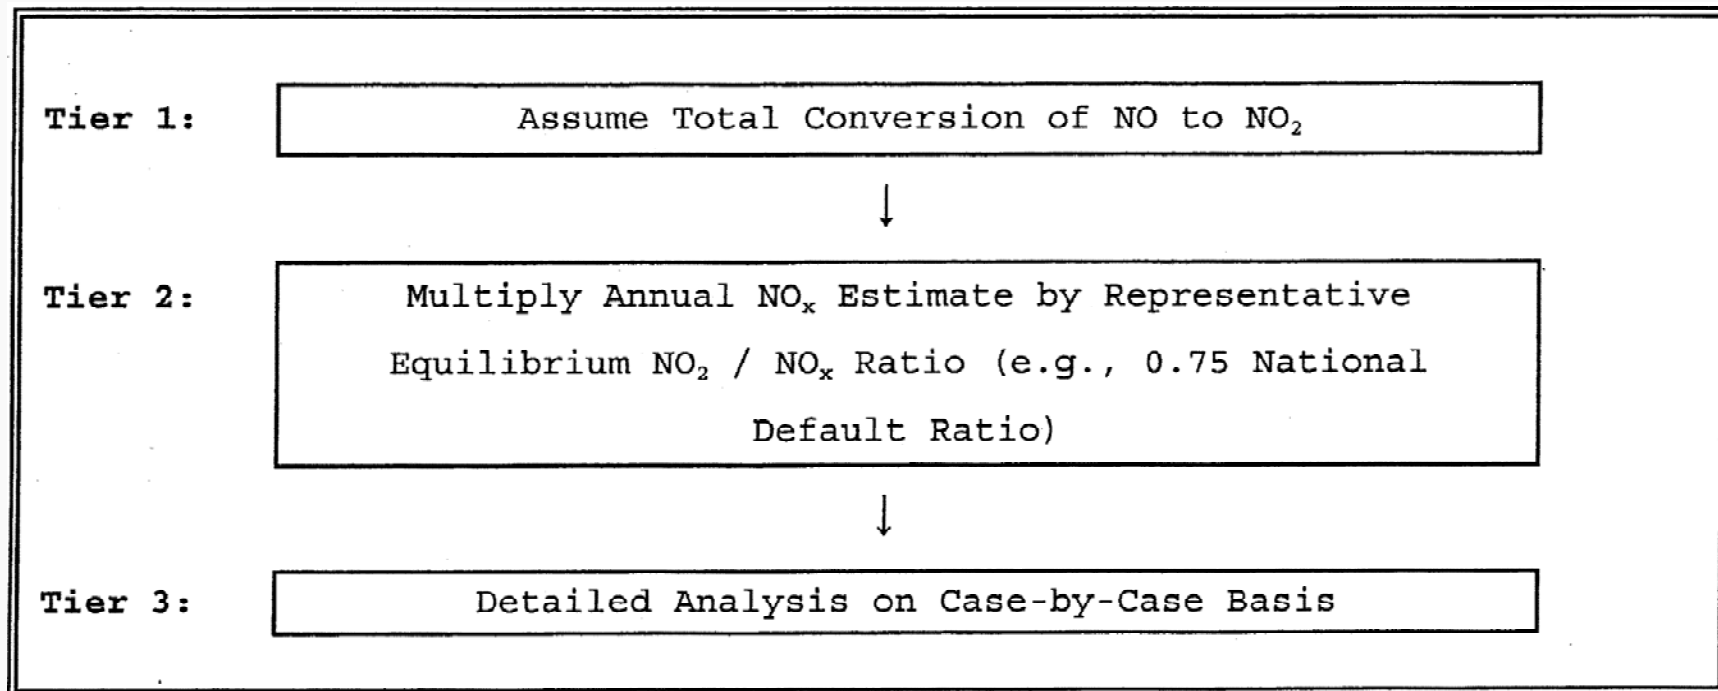 Tier 1: Assume Total Conversion of NO to NO₂
↓
Tier 2: Multiply Annual NOₓ Estimate by Representative
Equilibrium NO₂ / NOₓ Ratio (e.g., 0.75 National
Default Ratio)
↓
Tier 3: Detailed Analysis on Case-by-Case Basis